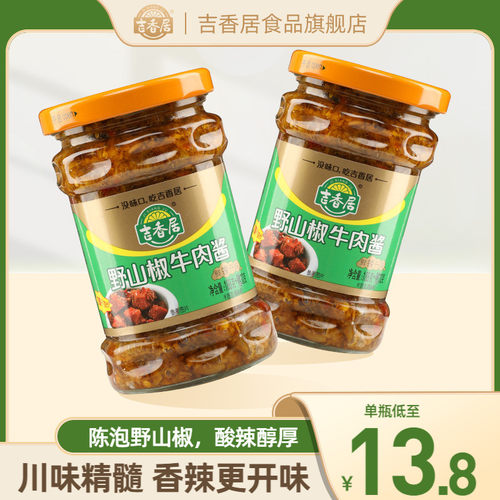 吉香居
吉香居食品旗舰店
没味口,吃吉香居
吉香居
野山椒牛肉酱
没味口,吃吉香居
吉香居
野山椒牛肉酱
陈泡野山椒，酸辣醇厚
川味精髓 香辣更开味
单瓶低至
¥13.8